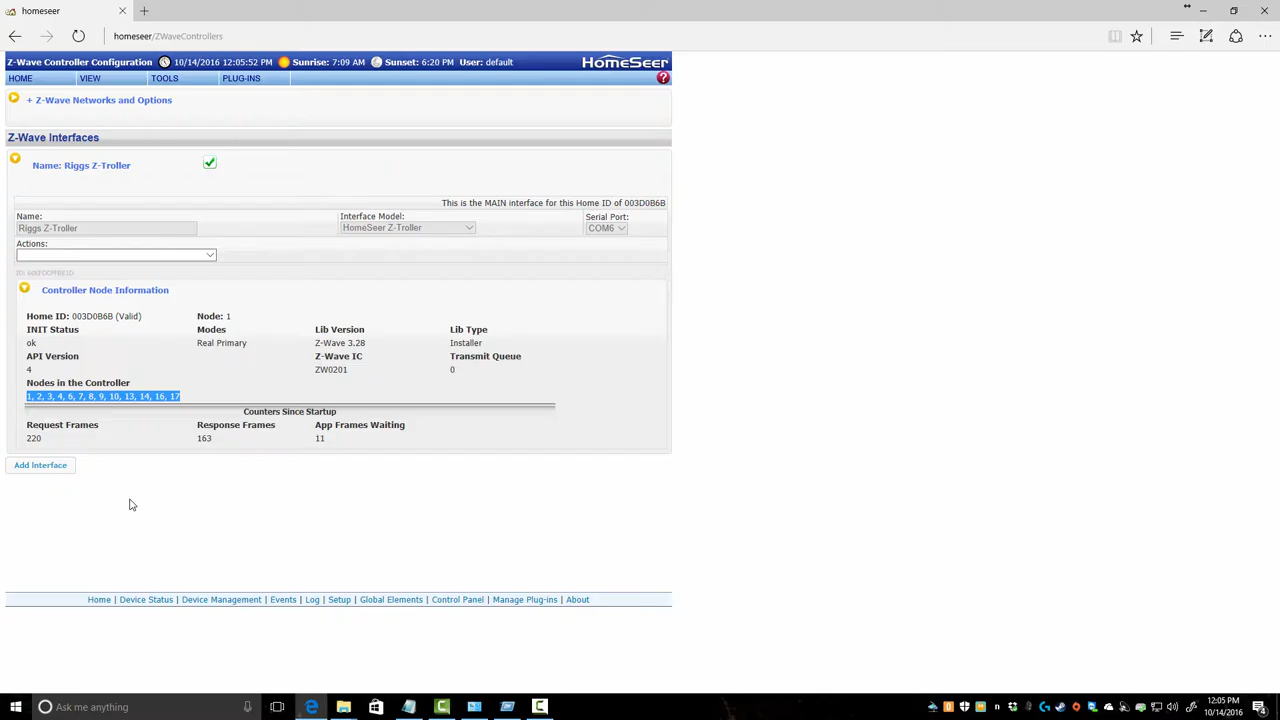 homeseer
homeseer/ZWaveControllers
Z-Wave Controller Configuration 10/14/2016 12:05:52 PM Sunrise: 7:09 AM Sunset: 6:20 PM User: default HomeSeer
HOME VIEW TOOLS PLUG-INS ?
+ Z-Wave Networks and Options
Z-Wave Interfaces
Name: Riggs Z-Troller
This is the MAIN interface for this Home ID of 003D0B6B
Name: Interface Model: Serial Port:
Riggs Z-Troller HomeSeer Z-Troller COM6
Actions:
Controller Node Information
Home ID: 003D0B6B (Valid) Node: 1
INIT Status Modes Lib Version Lib Type
ok Real Primary Z-Wave 3.28 Installer
API Version Z-Wave IC Transmit Queue
4 ZW0201 0
Nodes in the Controller
1, 2, 3, 4, 6, 7, 8, 9, 10, 13, 14, 16, 17
Counters Since Startup
Request Frames Response Frames App Frames Waiting
220 163 11
Add Interface
Home | Device Status | Device Management | Events | Log | Setup | Global Elements | Control Panel | Manage Plug-ins | About
Ask me anything
12:05 PM
10/14/2016